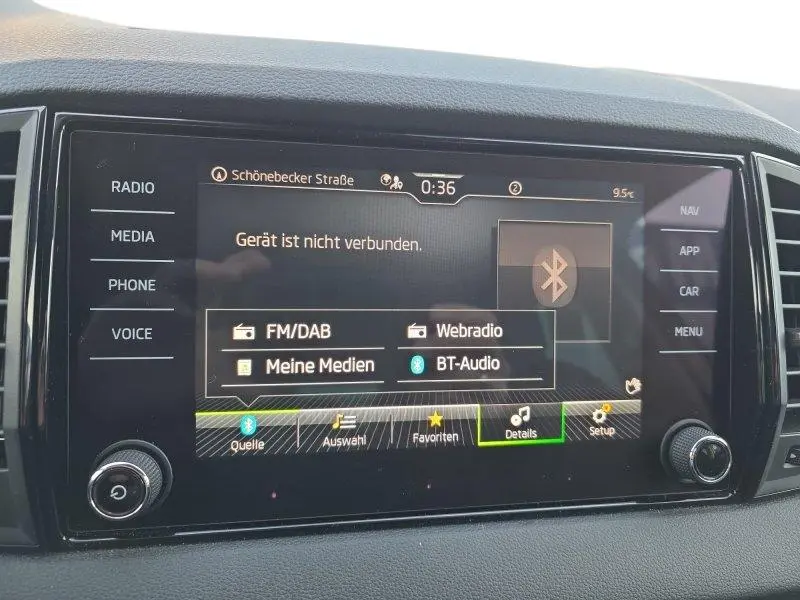 RADIO
MEDIA
PHONE
VOICE
Schönebecker Straße
0:36
2
9.5°C
Gerät ist nicht verbunden.
FM/DAB
Webradio
Meine Medien
BT-Audio
Quelle
Auswahl
Favoriten
Details
Setup
NAV
APP
CAR
MENU